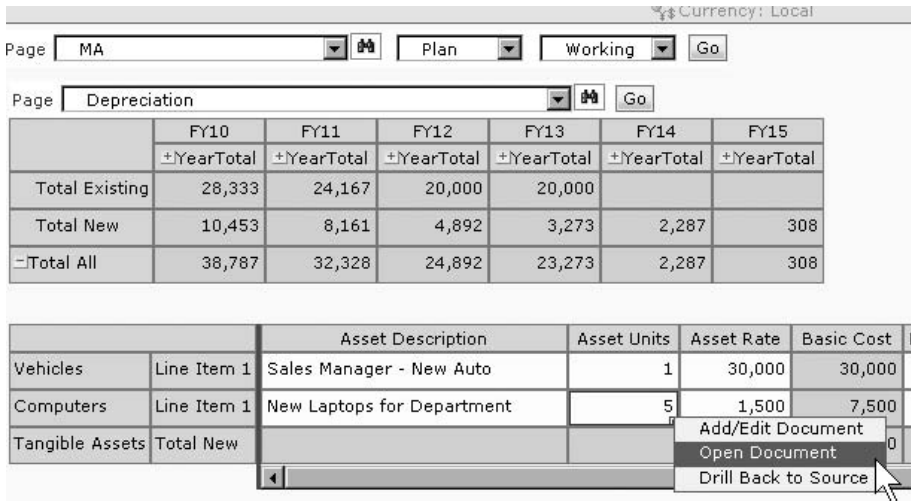 Currency: Local
Page MA Plan Working Go
Page Depreciation Go
FY10 FY11 FY12 FY13 FY14 FY15
+YearTotal +YearTotal +YearTotal +YearTotal +YearTotal +YearTotal
Total Existing 28,333 24,167 20,000 20,000
Total New 10,453 8,161 4,892 3,273 2,287 308
-Total All 38,787 32,328 24,892 23,273 2,287 308
Asset Description Asset Units Asset Rate Basic Cost
Vehicles Line Item 1 Sales Manager - New Auto 1 30,000 30,000
Computers Line Item 1 New Laptops for Department 5 1,500 7,500
Tangible Assets Total New 0
Add/Edit Document
Open Document
Drill Back to Source